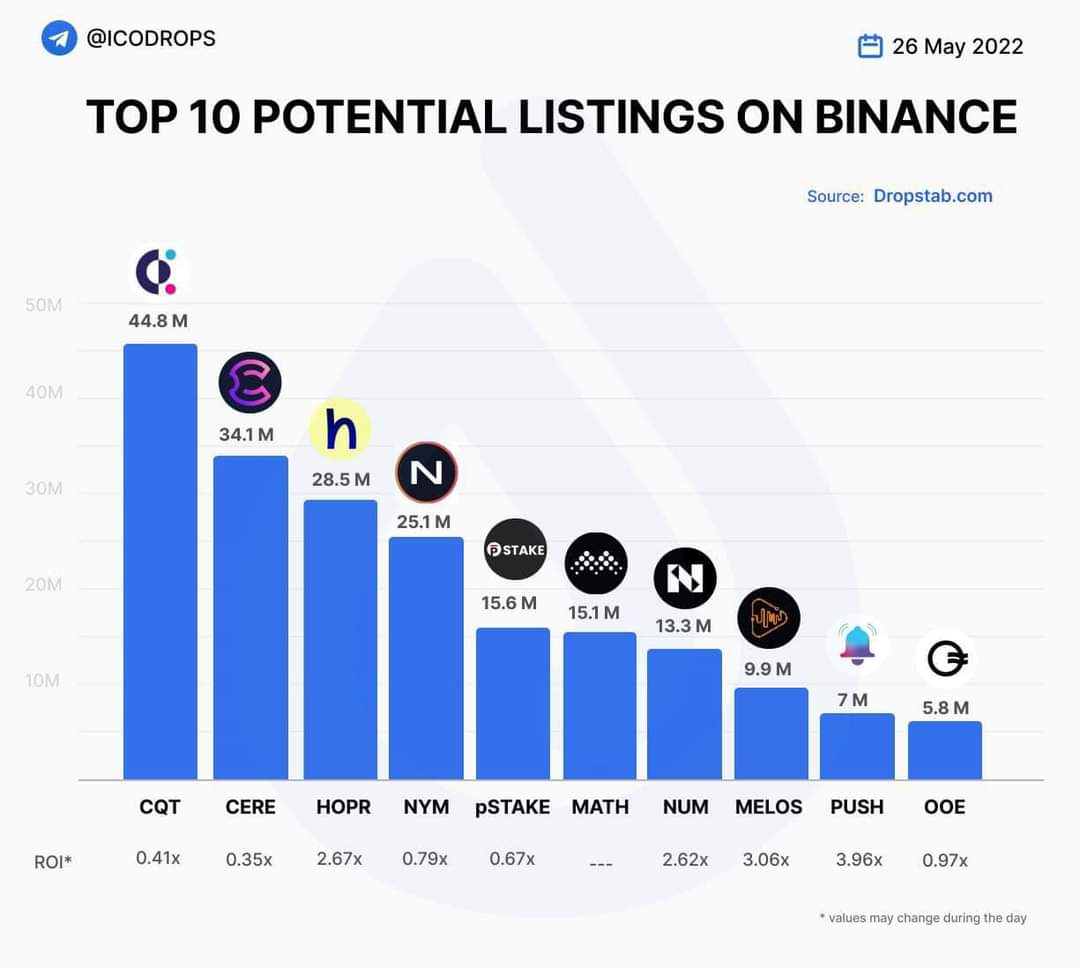 @ICODROPS
26 May 2022
TOP 10 POTENTIAL LISTINGS ON BINANCE
Source: Dropstab.com
50M
44.8 M
40M
34.1 M
30M
h
28.5 M
N
25.1 M
20M
PSTAKE
15.6 M
15.1 M
N
13.3 M
10M
9.9 M
7 M
5.8 M
CQT CERE HOPR NYM pSTAKE MATH NUM MELOS PUSH OOE
ROI* 0.41x 0.35x 2.67x 0.79x 0.67x --- 2.62x 3.06x 3.96x 0.97x
* values may change during the day